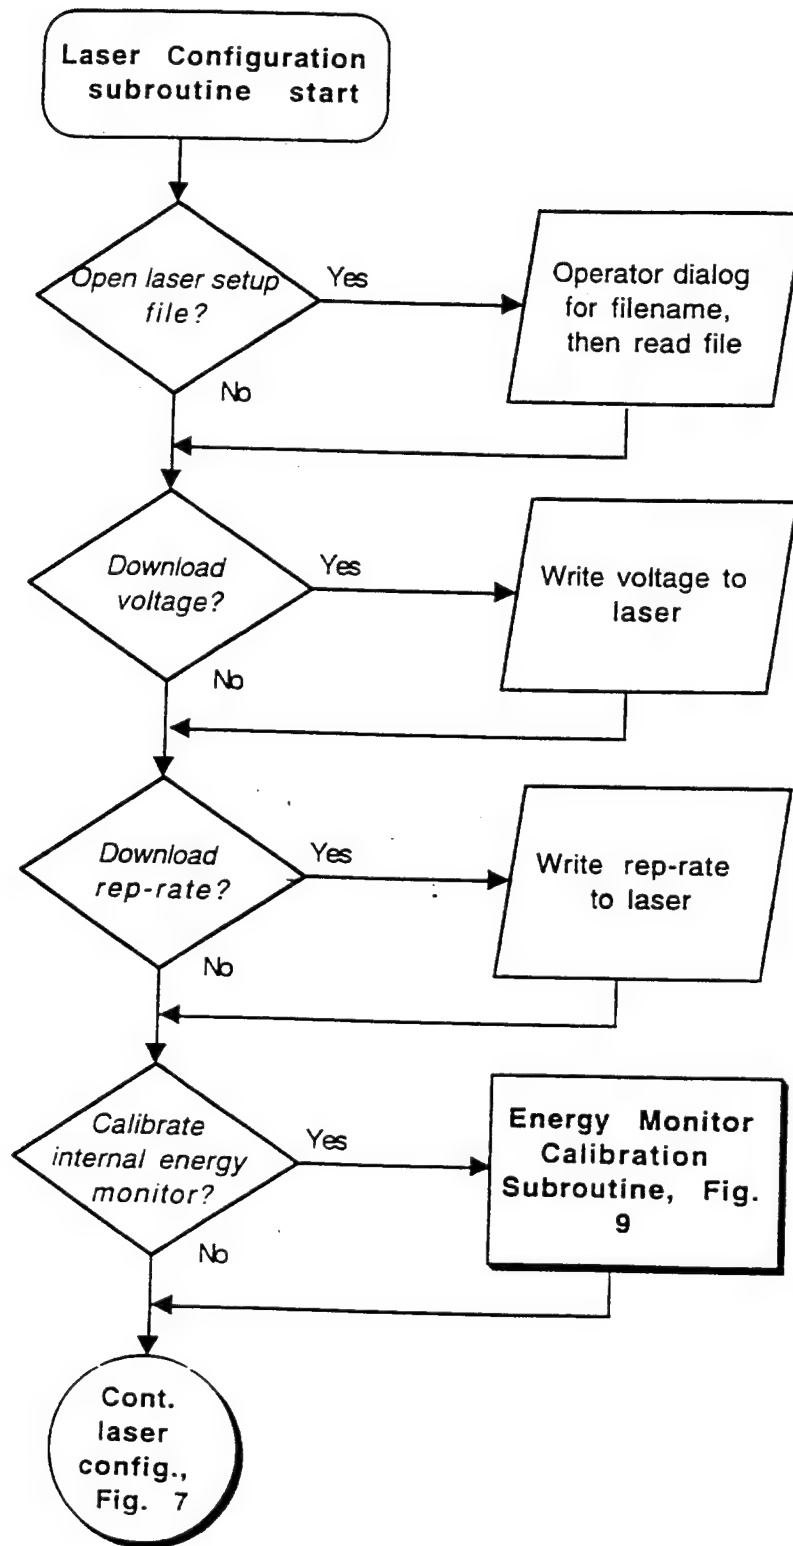 Laser Configuration
subroutine start
Open laser setup
file?
Yes
Operator dialog
for filename,
then read file
No
Download
voltage?
Yes
Write voltage to
laser
No
Download
rep-rate?
Yes
Write rep-rate
to laser
No
Calibrate
internal energy
monitor?
Yes
Energy Monitor
Calibration
Subroutine, Fig.
9
No
Cont.
laser
config.,
Fig. 7